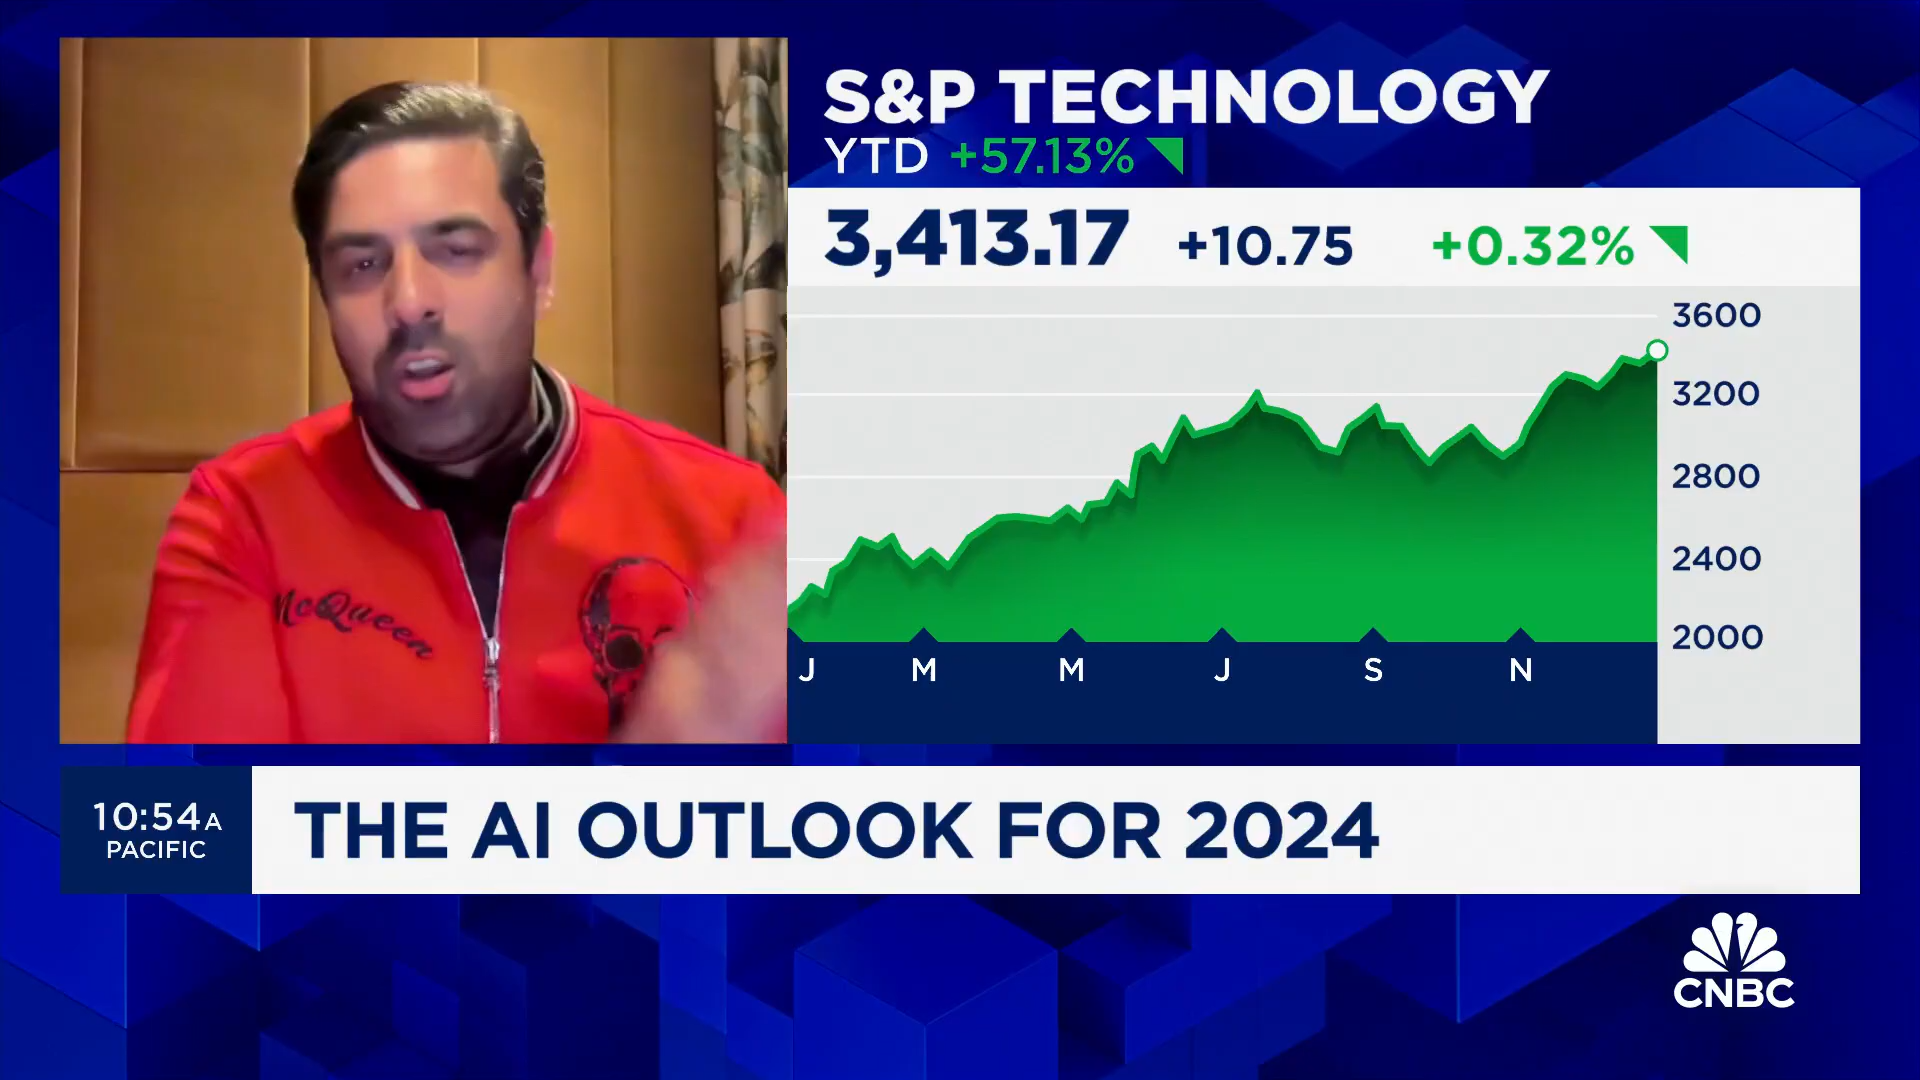 S&P TECHNOLOGY
YTD +57.13%
3,413.17 +10.75 +0.32%
3600
3200
2800
2400
2000
J M M J S N
McQueen
10:54A
PACIFIC
THE AI OUTLOOK FOR 2024
CNBC